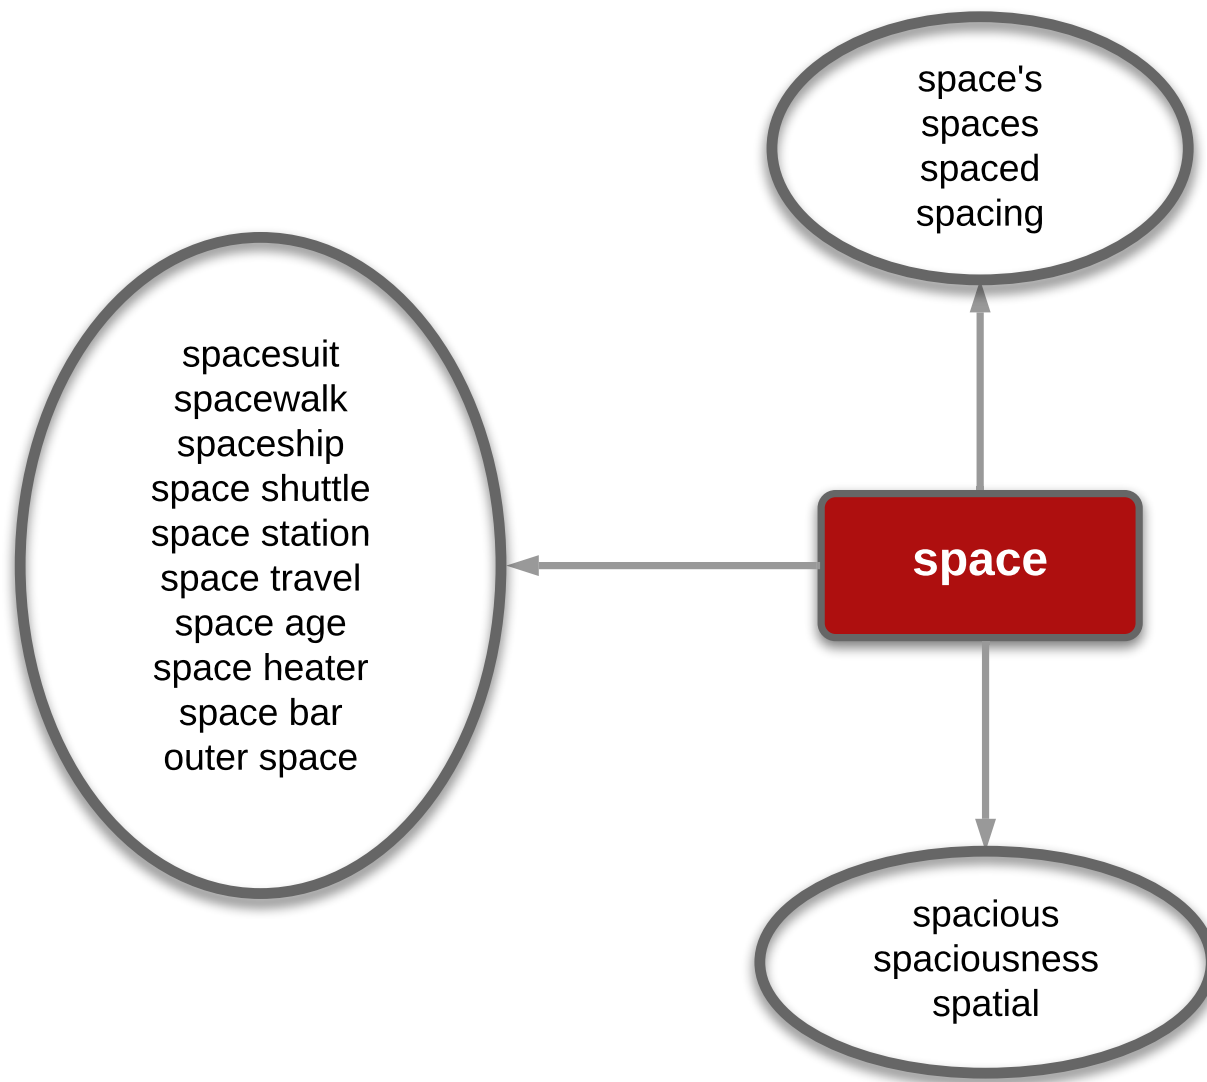 space's
spaces
spaced
spacing
spacesuit
spacewalk
spaceship
space shuttle
space station
space travel
space age
space heater
space bar
outer space
space
spacious
spaciousness
spatial